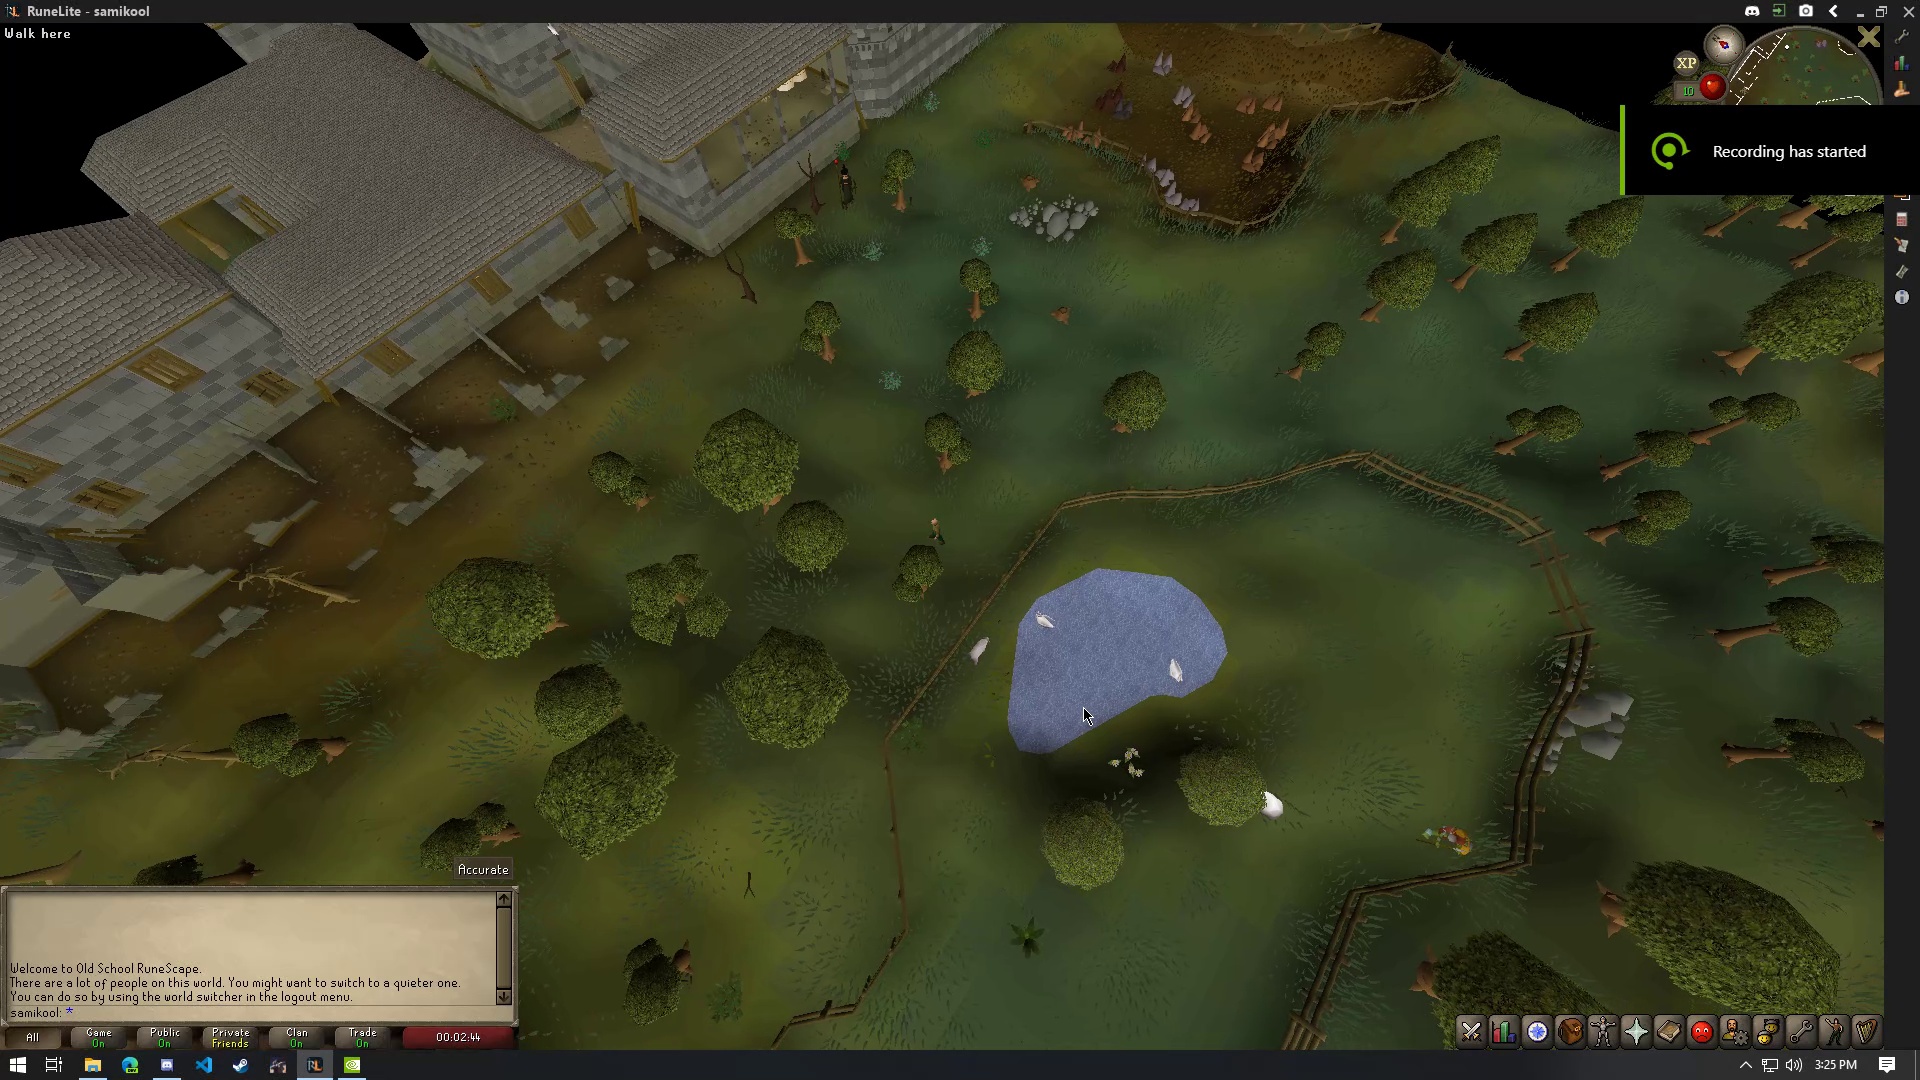 RuneLite - samikool
Walk here
XP
10
Recording has started
Accurate
Welcome to Old School RuneScape.
There are a lot of people on this world. You might want to switch to a quieter one.
You can do so by using the world switcher in the logout menu.
samikool: *
All
Game
On
Public
On
Private
Friends
Clan
On
Trade
On
00:02:44
3:25 PM